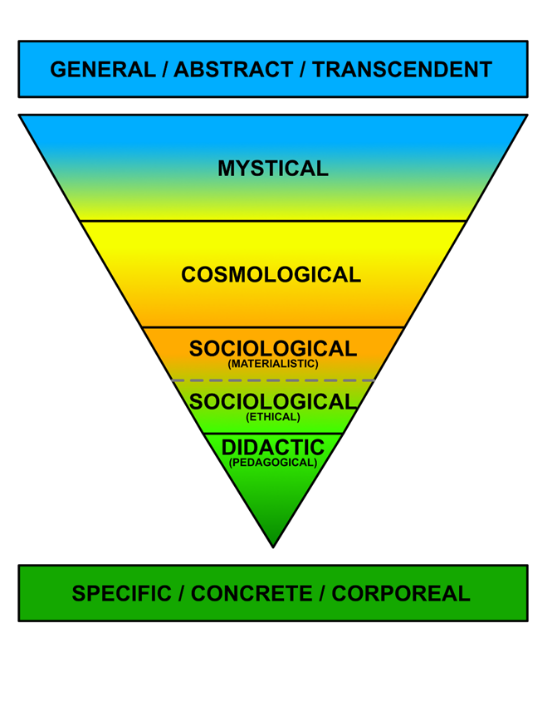 GENERAL / ABSTRACT / TRANSCENDENT
MYSTICAL
COSMOLOGICAL
SOCIOLOGICAL
(MATERIALISTIC)
SOCIOLOGICAL
(ETHICAL)
DIDACTIC
(PEDAGOGICAL)
SPECIFIC / CONCRETE / CORPOREAL